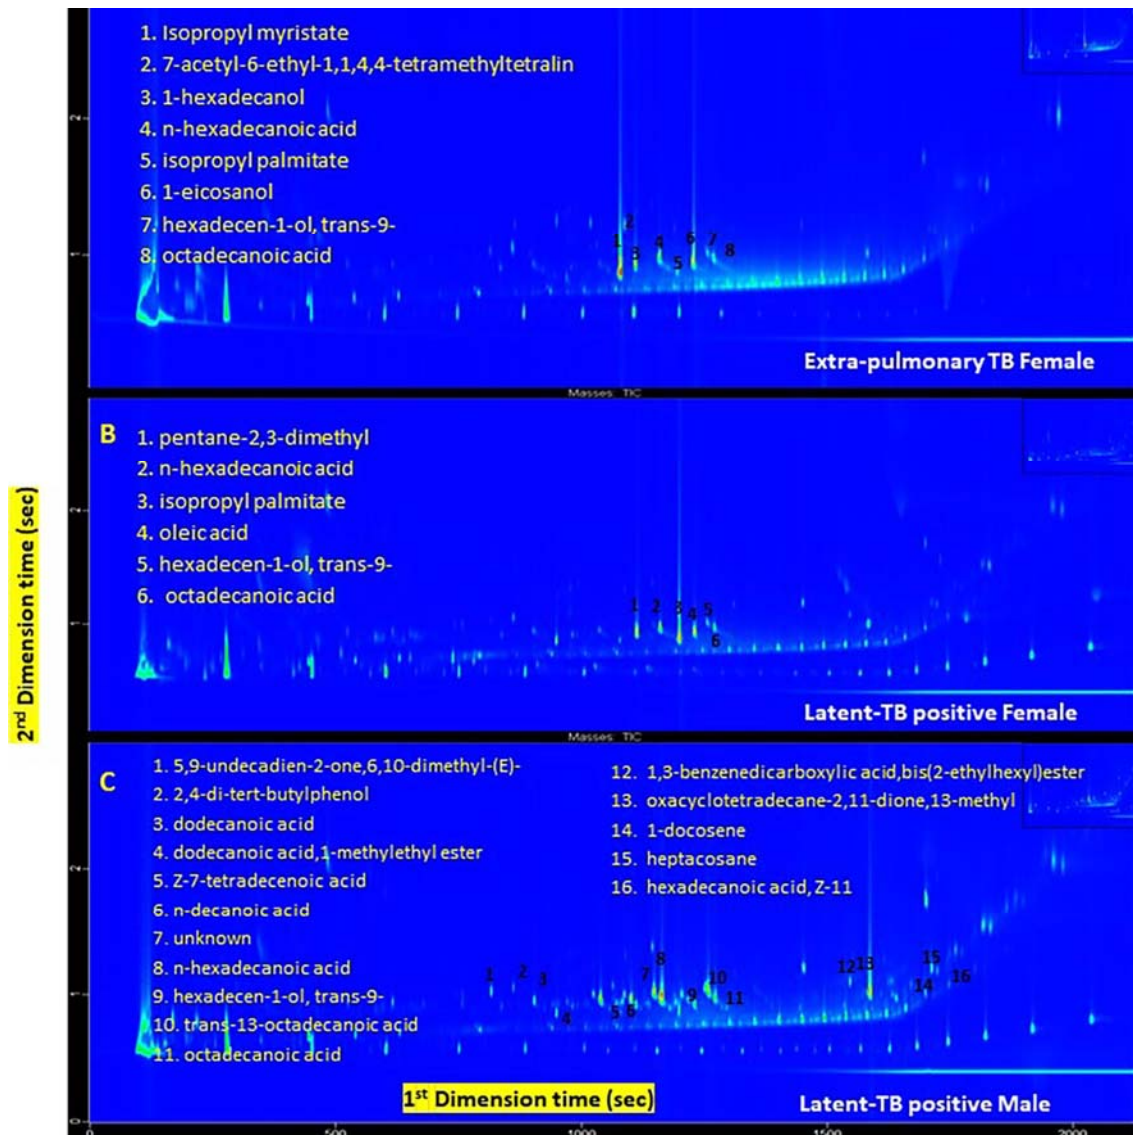 1. Isopropyl myristate
2. 7-acetyl-6-ethyl-1,1,4,4-tetramethyltetralin
3. 1-hexadecanol
4. n-hexadecanoic acid
5. isopropyl palmitate
6. 1-eicosanol
7. hexadecen-1-ol, trans-9-
8. octadecanoic acid
2
1
1 2 3 4 5 6 7 8
Extra-pulmonary TB Female
Masses: TIC
B
1. pentane-2,3-dimethyl
2. n-hexadecanoic acid
3. isopropyl palmitate
4. oleic acid
5. hexadecen-1-ol, trans-9-
6. octadecanoic acid
2
1
1 2 3 4 5 6
Latent-TB positive Female
Masses: TIC
2nd Dimension time (sec)
C
1. 5,9-undecadien-2-one,6,10-dimethyl-(E)-
2. 2,4-di-tert-butylphenol
3. dodecanoic acid
4. dodecanoic acid,1-methylethyl ester
5. Z-7-tetradecenoic acid
6. n-decanoic acid
7. unknown
8. n-hexadecanoic acid
9. hexadecen-1-ol, trans-9-
10. trans-13-octadecanoic acid
11. octadecanoic acid
12. 1,3-benzenedicarboxylic acid,bis(2-ethylhexyl)ester
13. oxacyclotetradecane-2,11-dione,13-methyl
14. 1-docosene
15. heptacosane
16. hexadecanoic acid, Z-11
2
1
0
1 2 3 4 5 6 7 8 9 10 11 12 13 14 15 16
1st Dimension time (sec)
Latent-TB positive Male
0 500 1000 1500 2000